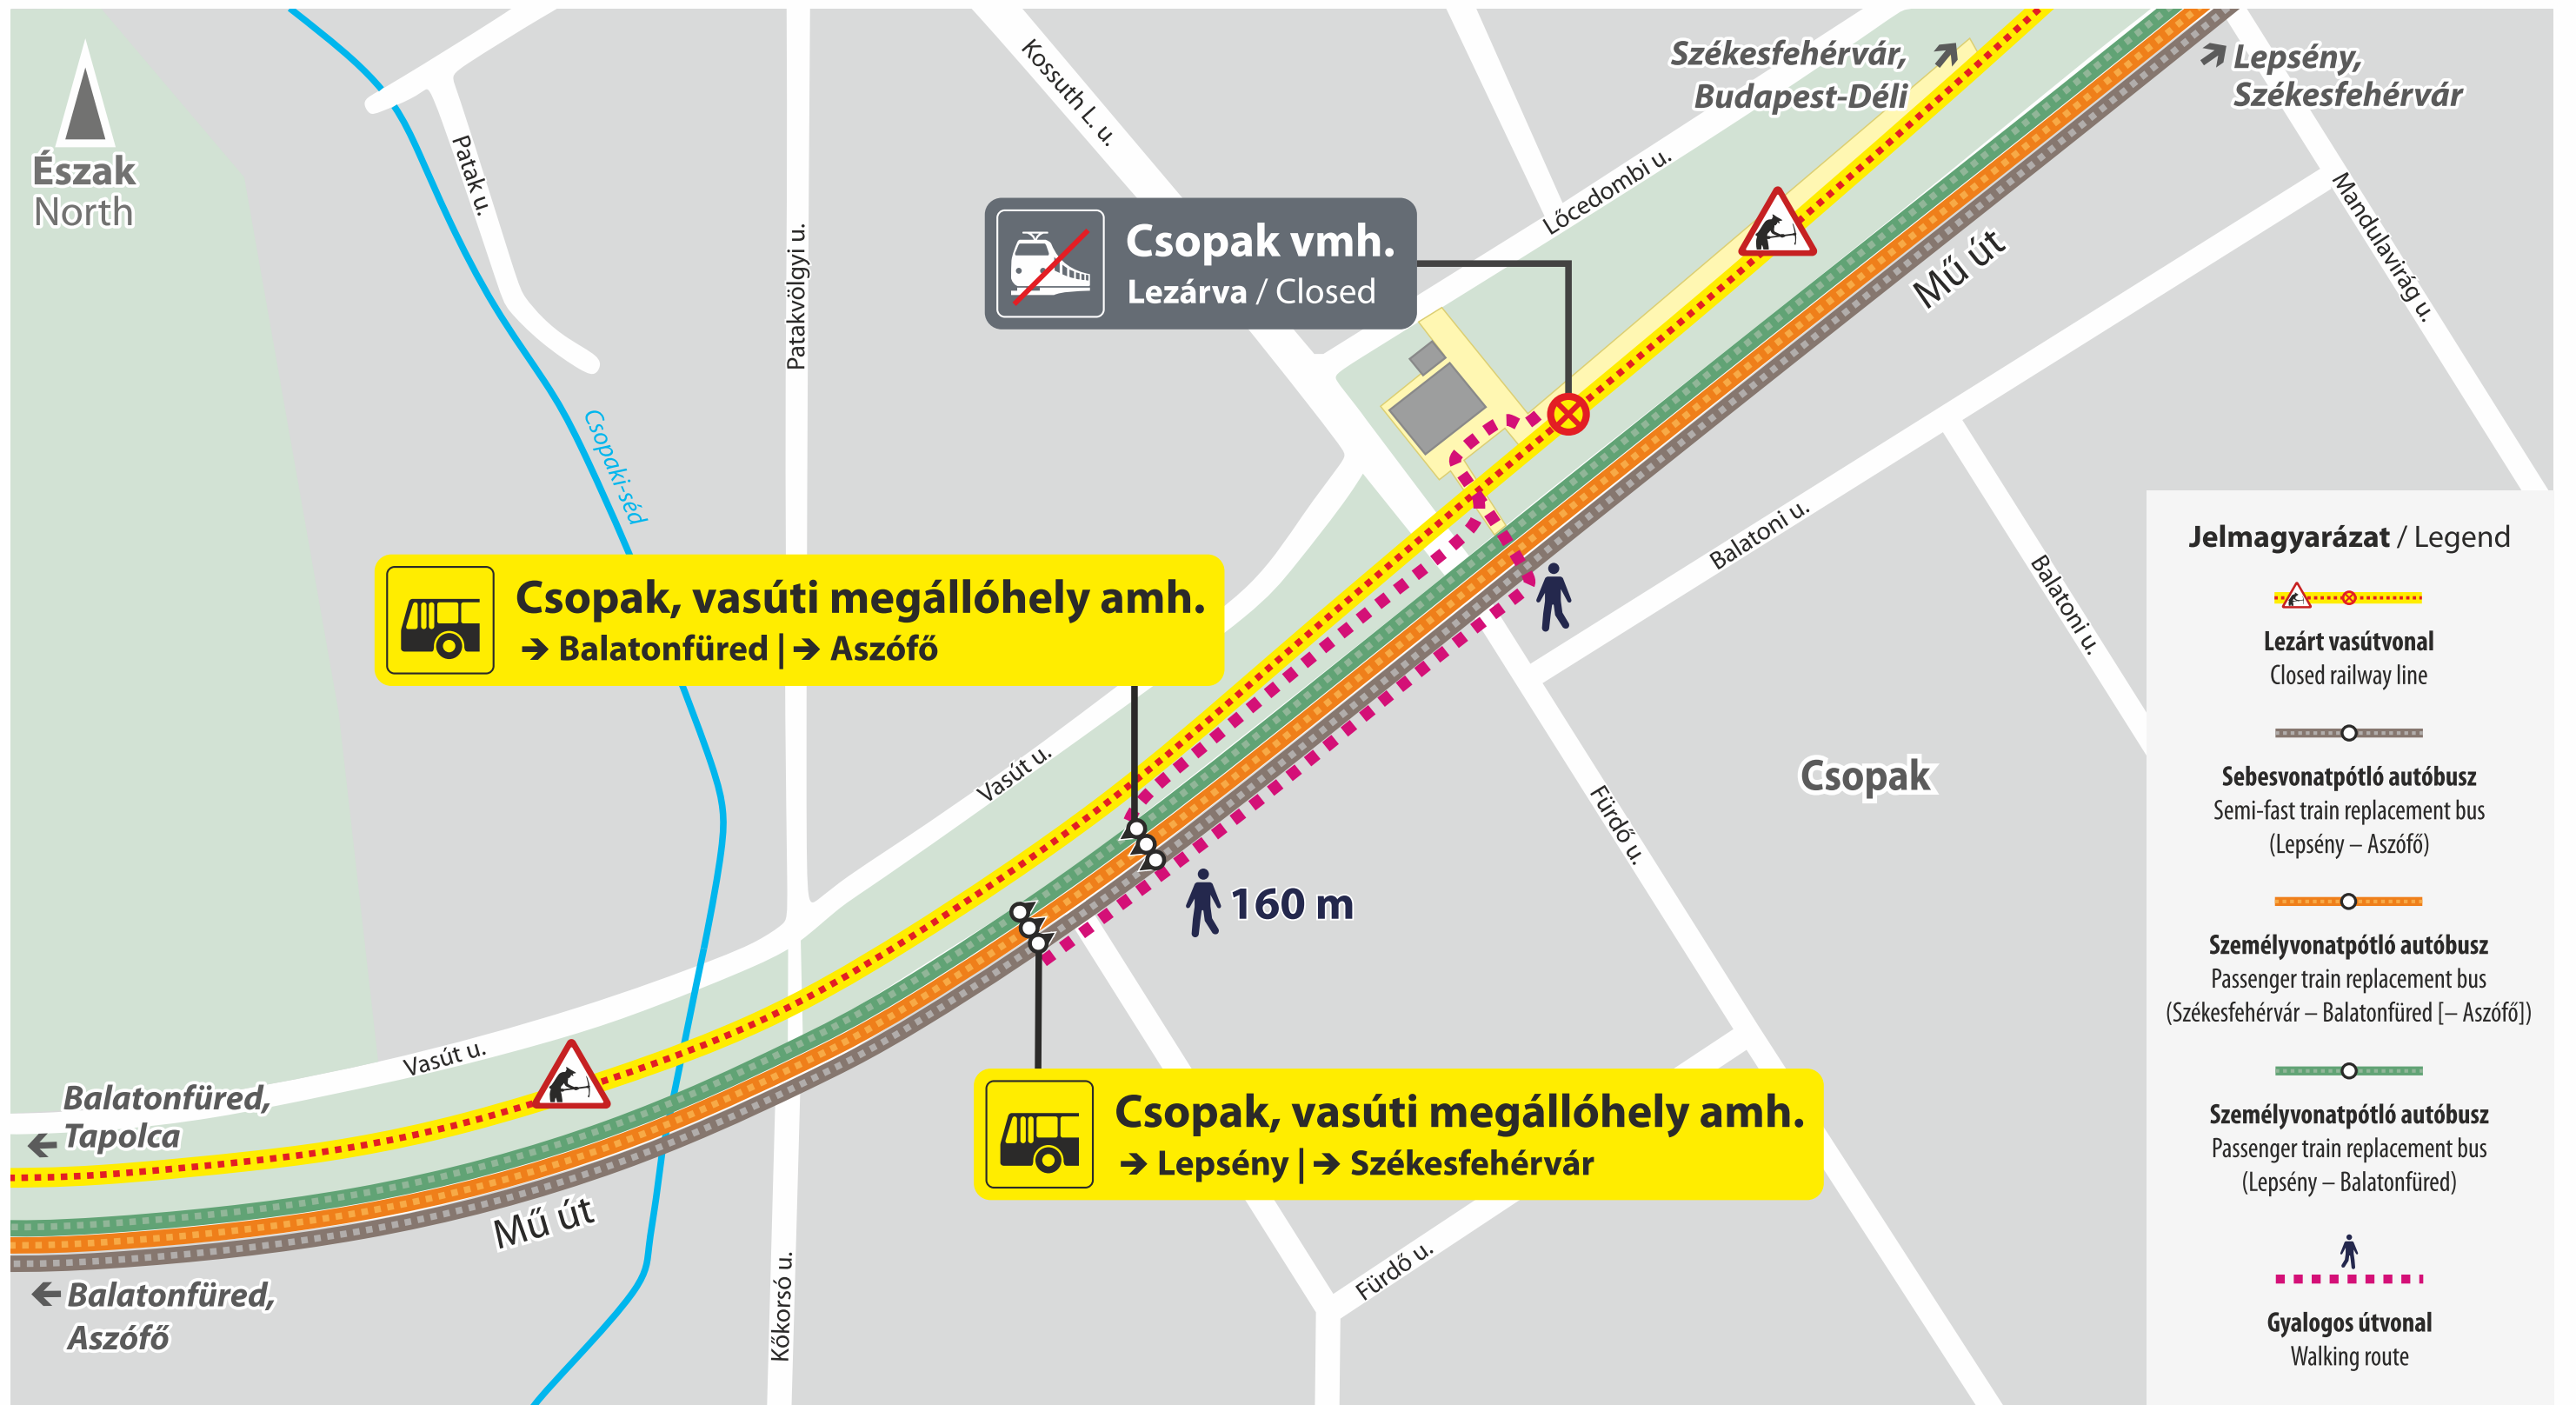 Észak
North
Patak u.
Csopaki-séd
Patakvölgyi u.
Kossuth L. u.
Lőcedombi u.
Székesfehérvár,
Budapest-Déli
Lepsény,
Székesfehérvár
Mandulavirág u.
Mű út
Csopak vmh.
Lezárva / Closed
Balatoni u.
Balatoni u.
Csopak, vasúti megállóhely amh.
→ Balatonfüred | → Aszófő
Vasút u.
Csopak
Fürdő u.
160 m
Vasút u.
Balatonfüred,
← Tapolca
Mű út
← Balatonfüred,
Aszófő
Kőkorsó u.
Csopak, vasúti megállóhely amh.
→ Lepsény | → Székesfehérvár
Fürdő u.
Jelmagyarázat / Legend
Lezárt vasútvonal
Closed railway line
Sebesvonatpótló autóbusz
Semi-fast train replacement bus
(Lepsény – Aszófő)
Személyvonatpótló autóbusz
Passenger train replacement bus
(Székesfehérvár – Balatonfüred [– Aszófő])
Személyvonatpótló autóbusz
Passenger train replacement bus
(Lepsény – Balatonfüred)
Gyalogos útvonal
Walking route